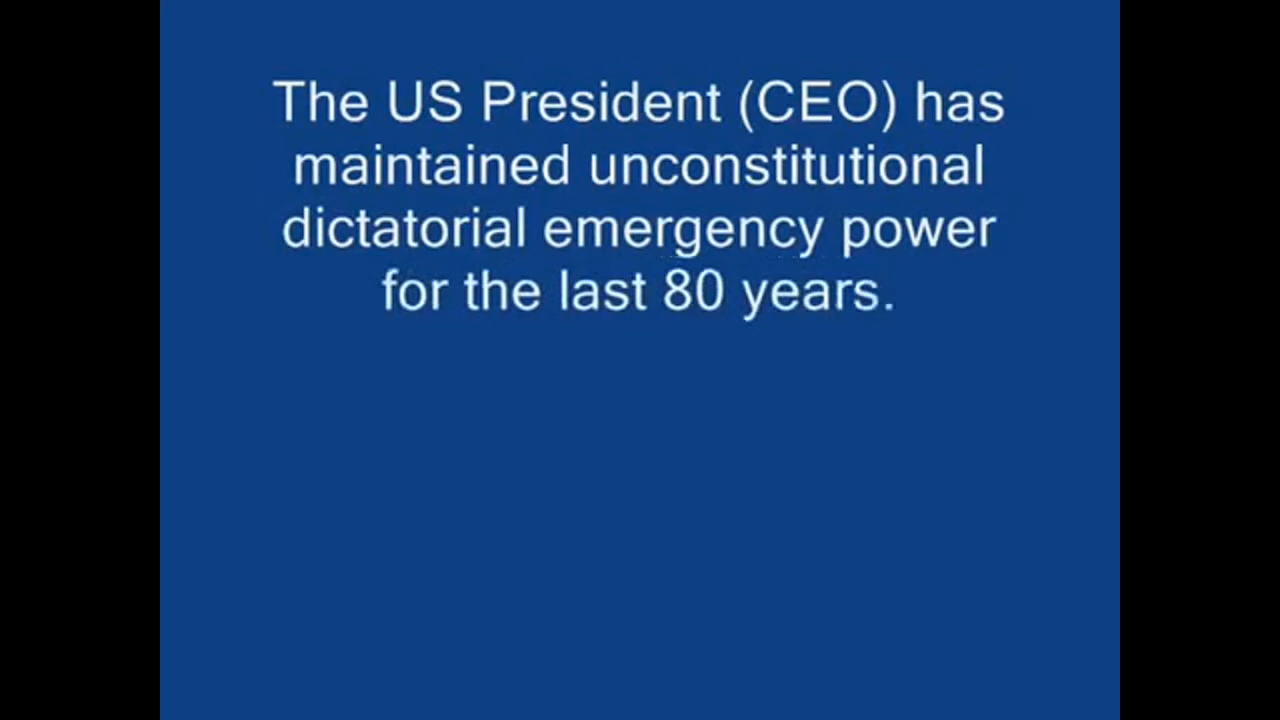 The US President (CEO) has
maintained unconstitutional
dictatorial emergency power
for the last 80 years.